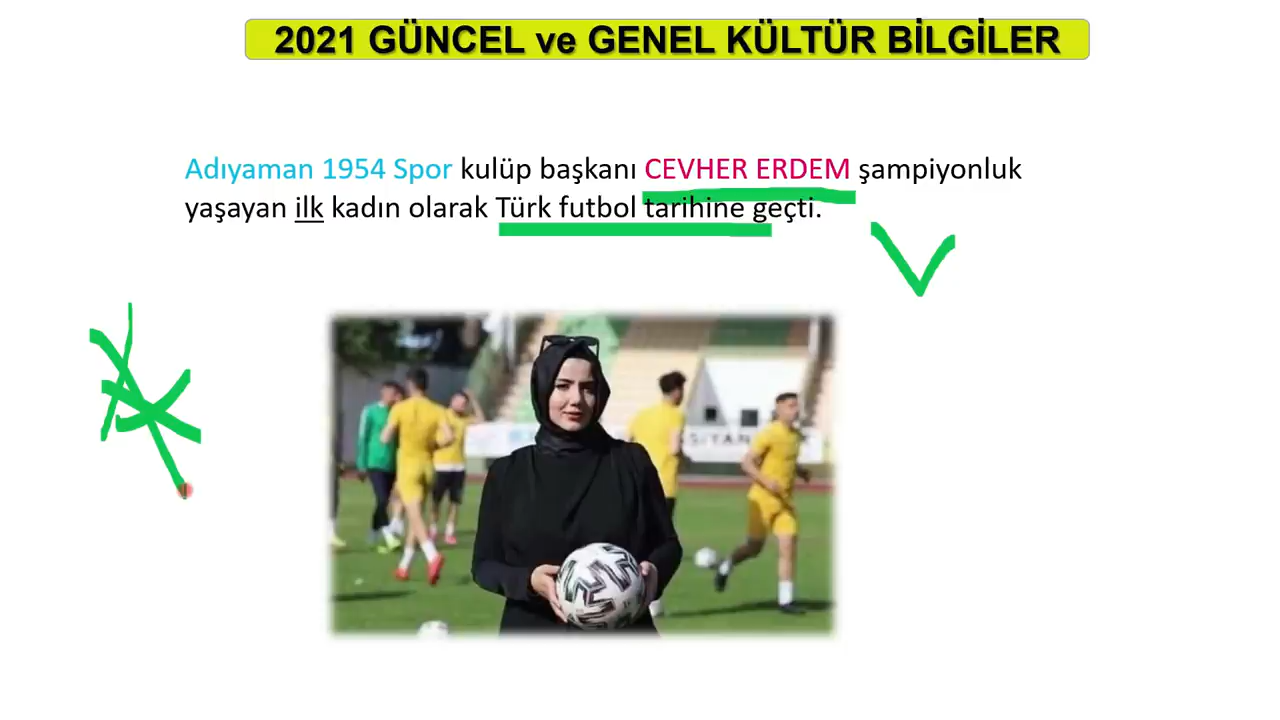 2021 GÜNCEL ve GENEL KÜLTÜR BİLGİLER
Adıyaman 1954 Spor kulüp başkanı CEVHER ERDEM şampiyonluk
yaşayan ilk kadın olarak Türk futbol tarihine geçti.